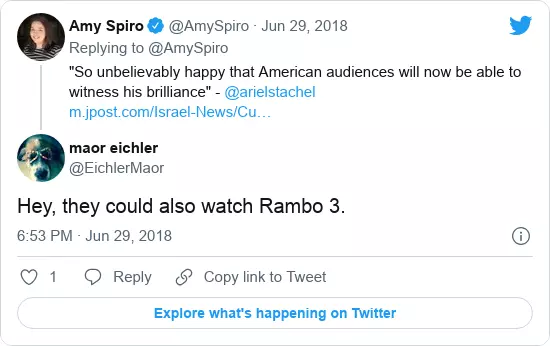 Amy Spiro @AmySpiro · Jun 29, 2018
Replying to @AmySpiro
"So unbelievably happy that American audiences will now be able to
witness his brilliance" - @arielstachel
m.jpost.com/Israel-News/Cu…
maor eichler
@EichlerMaor
Hey, they could also watch Rambo 3.
6:53 PM · Jun 29, 2018
1 Reply Copy link to Tweet
Explore what's happening on Twitter